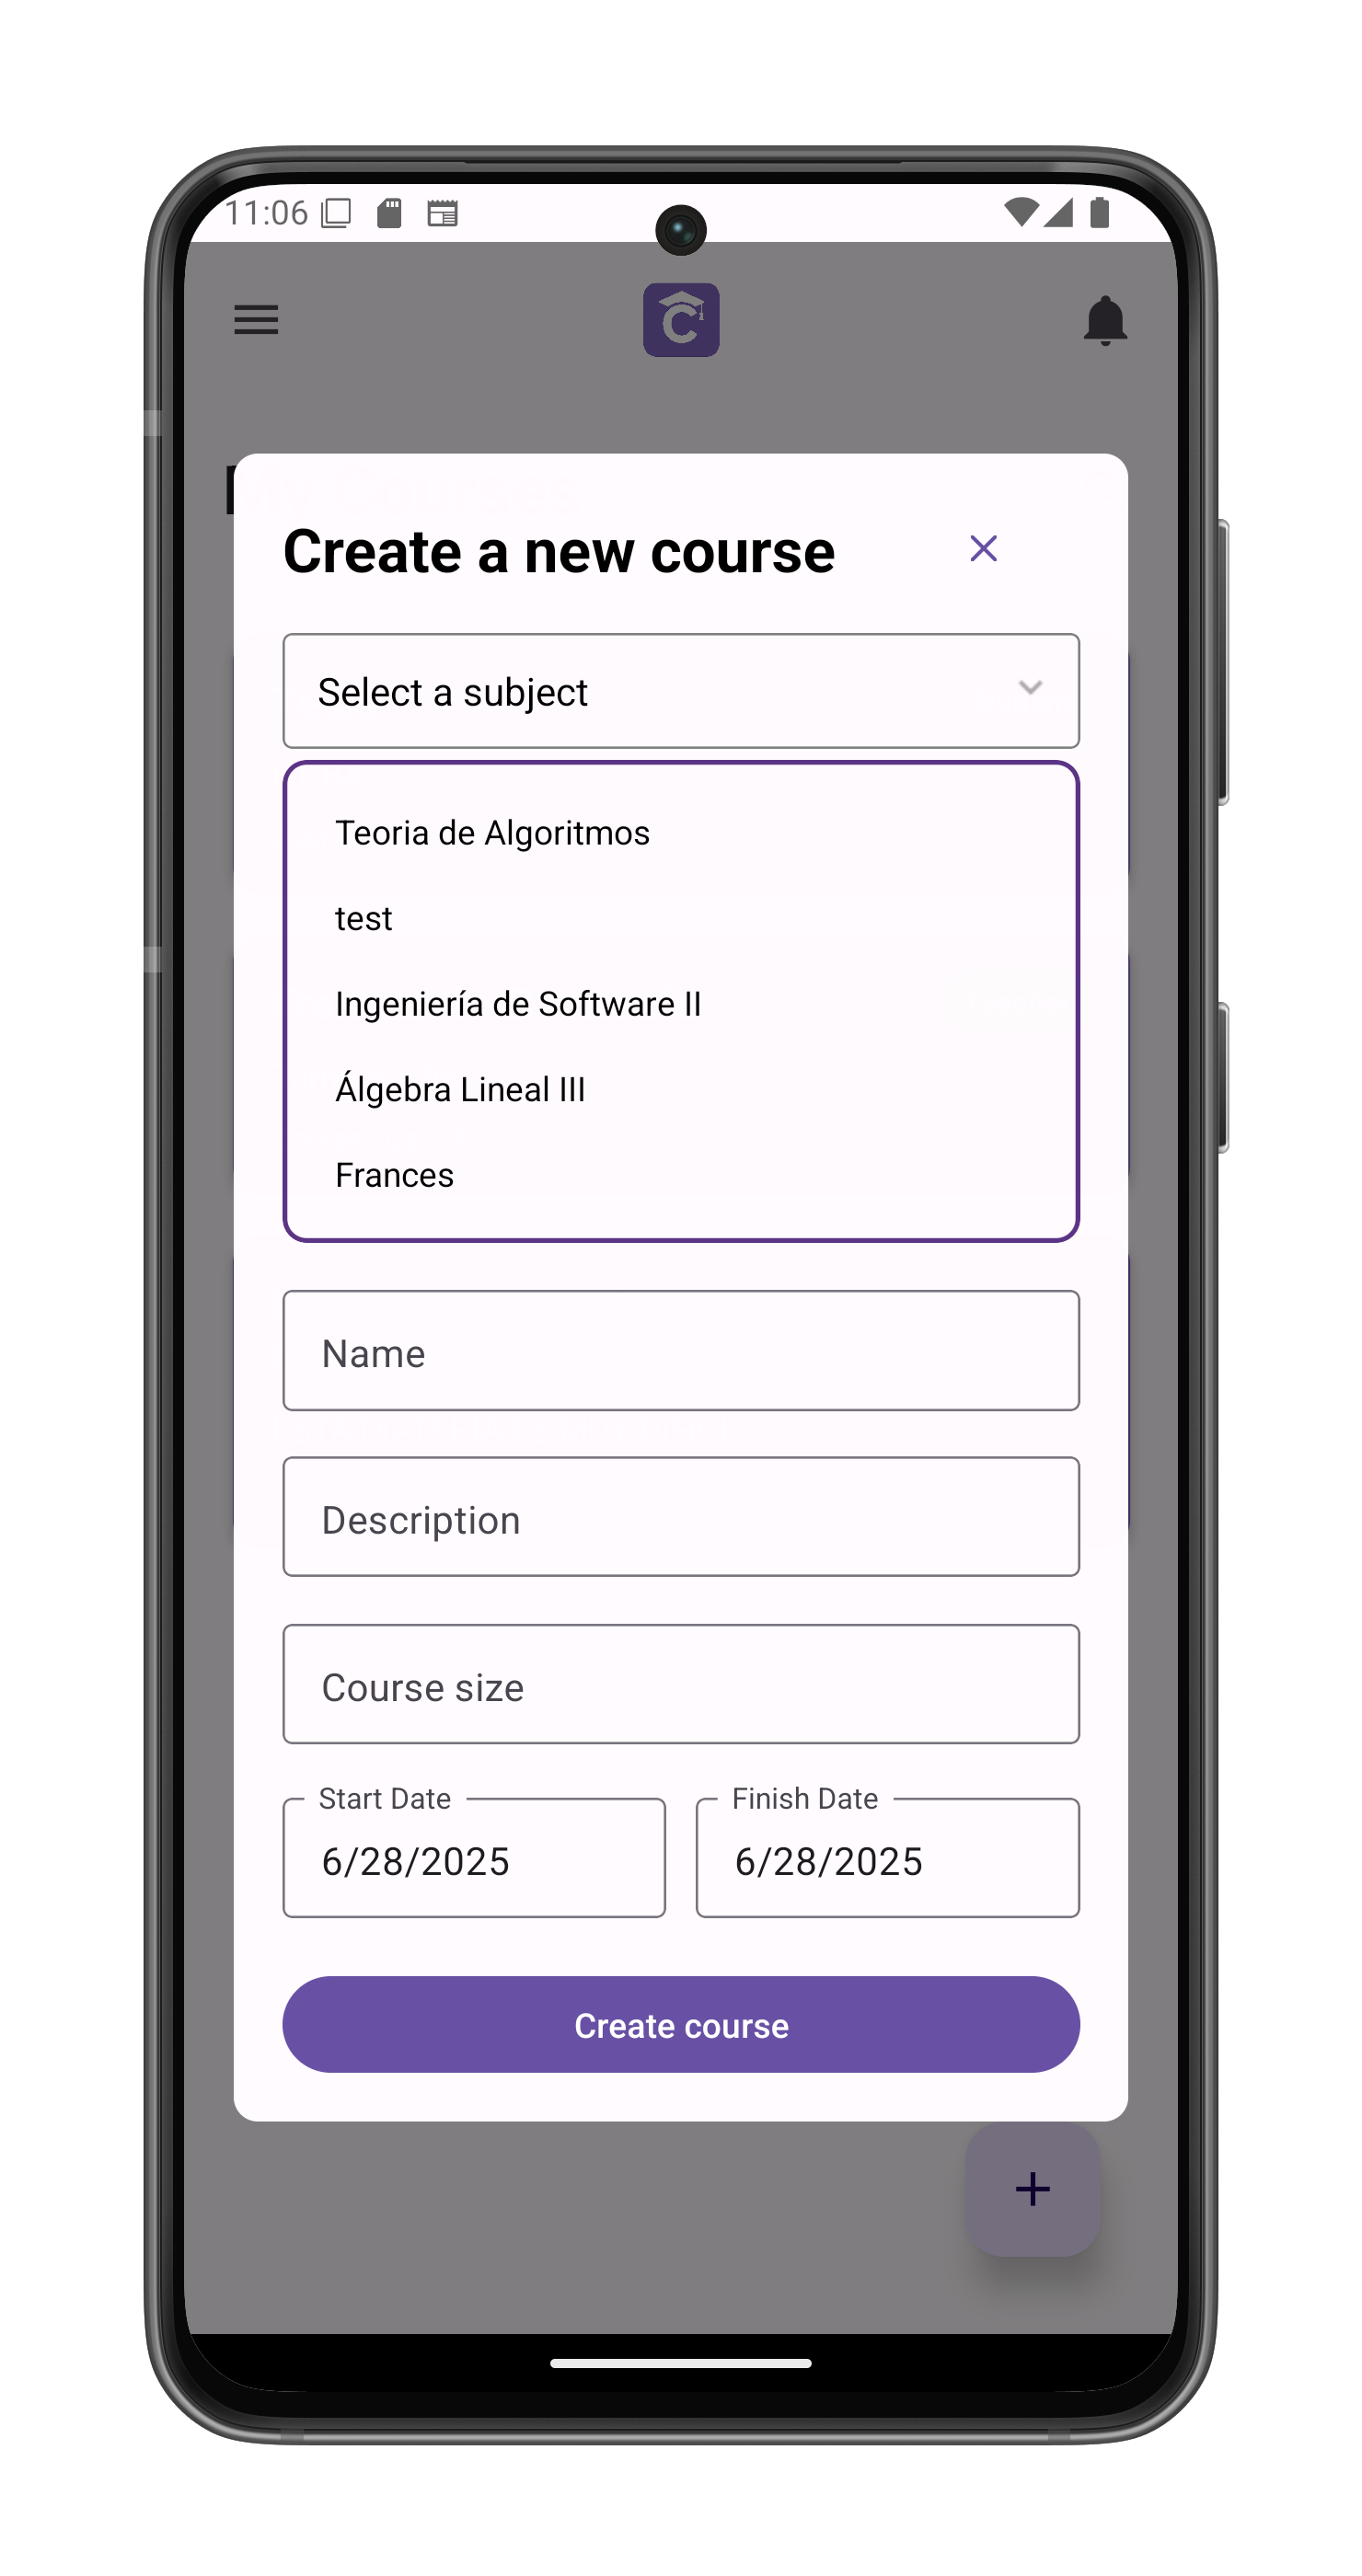 11:06
C
Create a new course
Select a subject
Teoria de Algoritmos
test
Ingeniería de Software II
Álgebra Lineal III
Frances
Name
Description
Course size
Start Date Finish Date
6/28/2025 6/28/2025
Create course